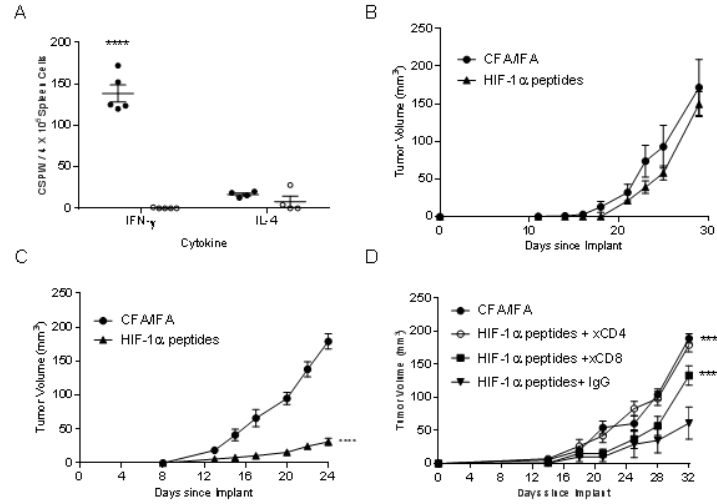 A
****
200
150
100
50
0
CSPW / 4 X 10⁵ Spleen Cells
IFN-γ
IL-4
Cytokine
B
CFA/IFA
HIF-1α peptides
250
200
150
100
50
0
Tumor Volume (mm³)
0
10
20
30
Days since Implant
C
CFA/IFA
HIF-1α peptides
250
200
150
100
50
0
Tumor Volume (mm³)
****
0
4
8
12
16
20
24
Days since Implant
D
CFA/IFA
HIF-1α peptides + xCD4
HIF-1α peptides +xCD8
HIF-1α peptides+ IgG
250
200
150
100
50
0
Tumor Volume (mm³)
***
***
0
4
8
12
16
20
24
28
32
Days since Implant